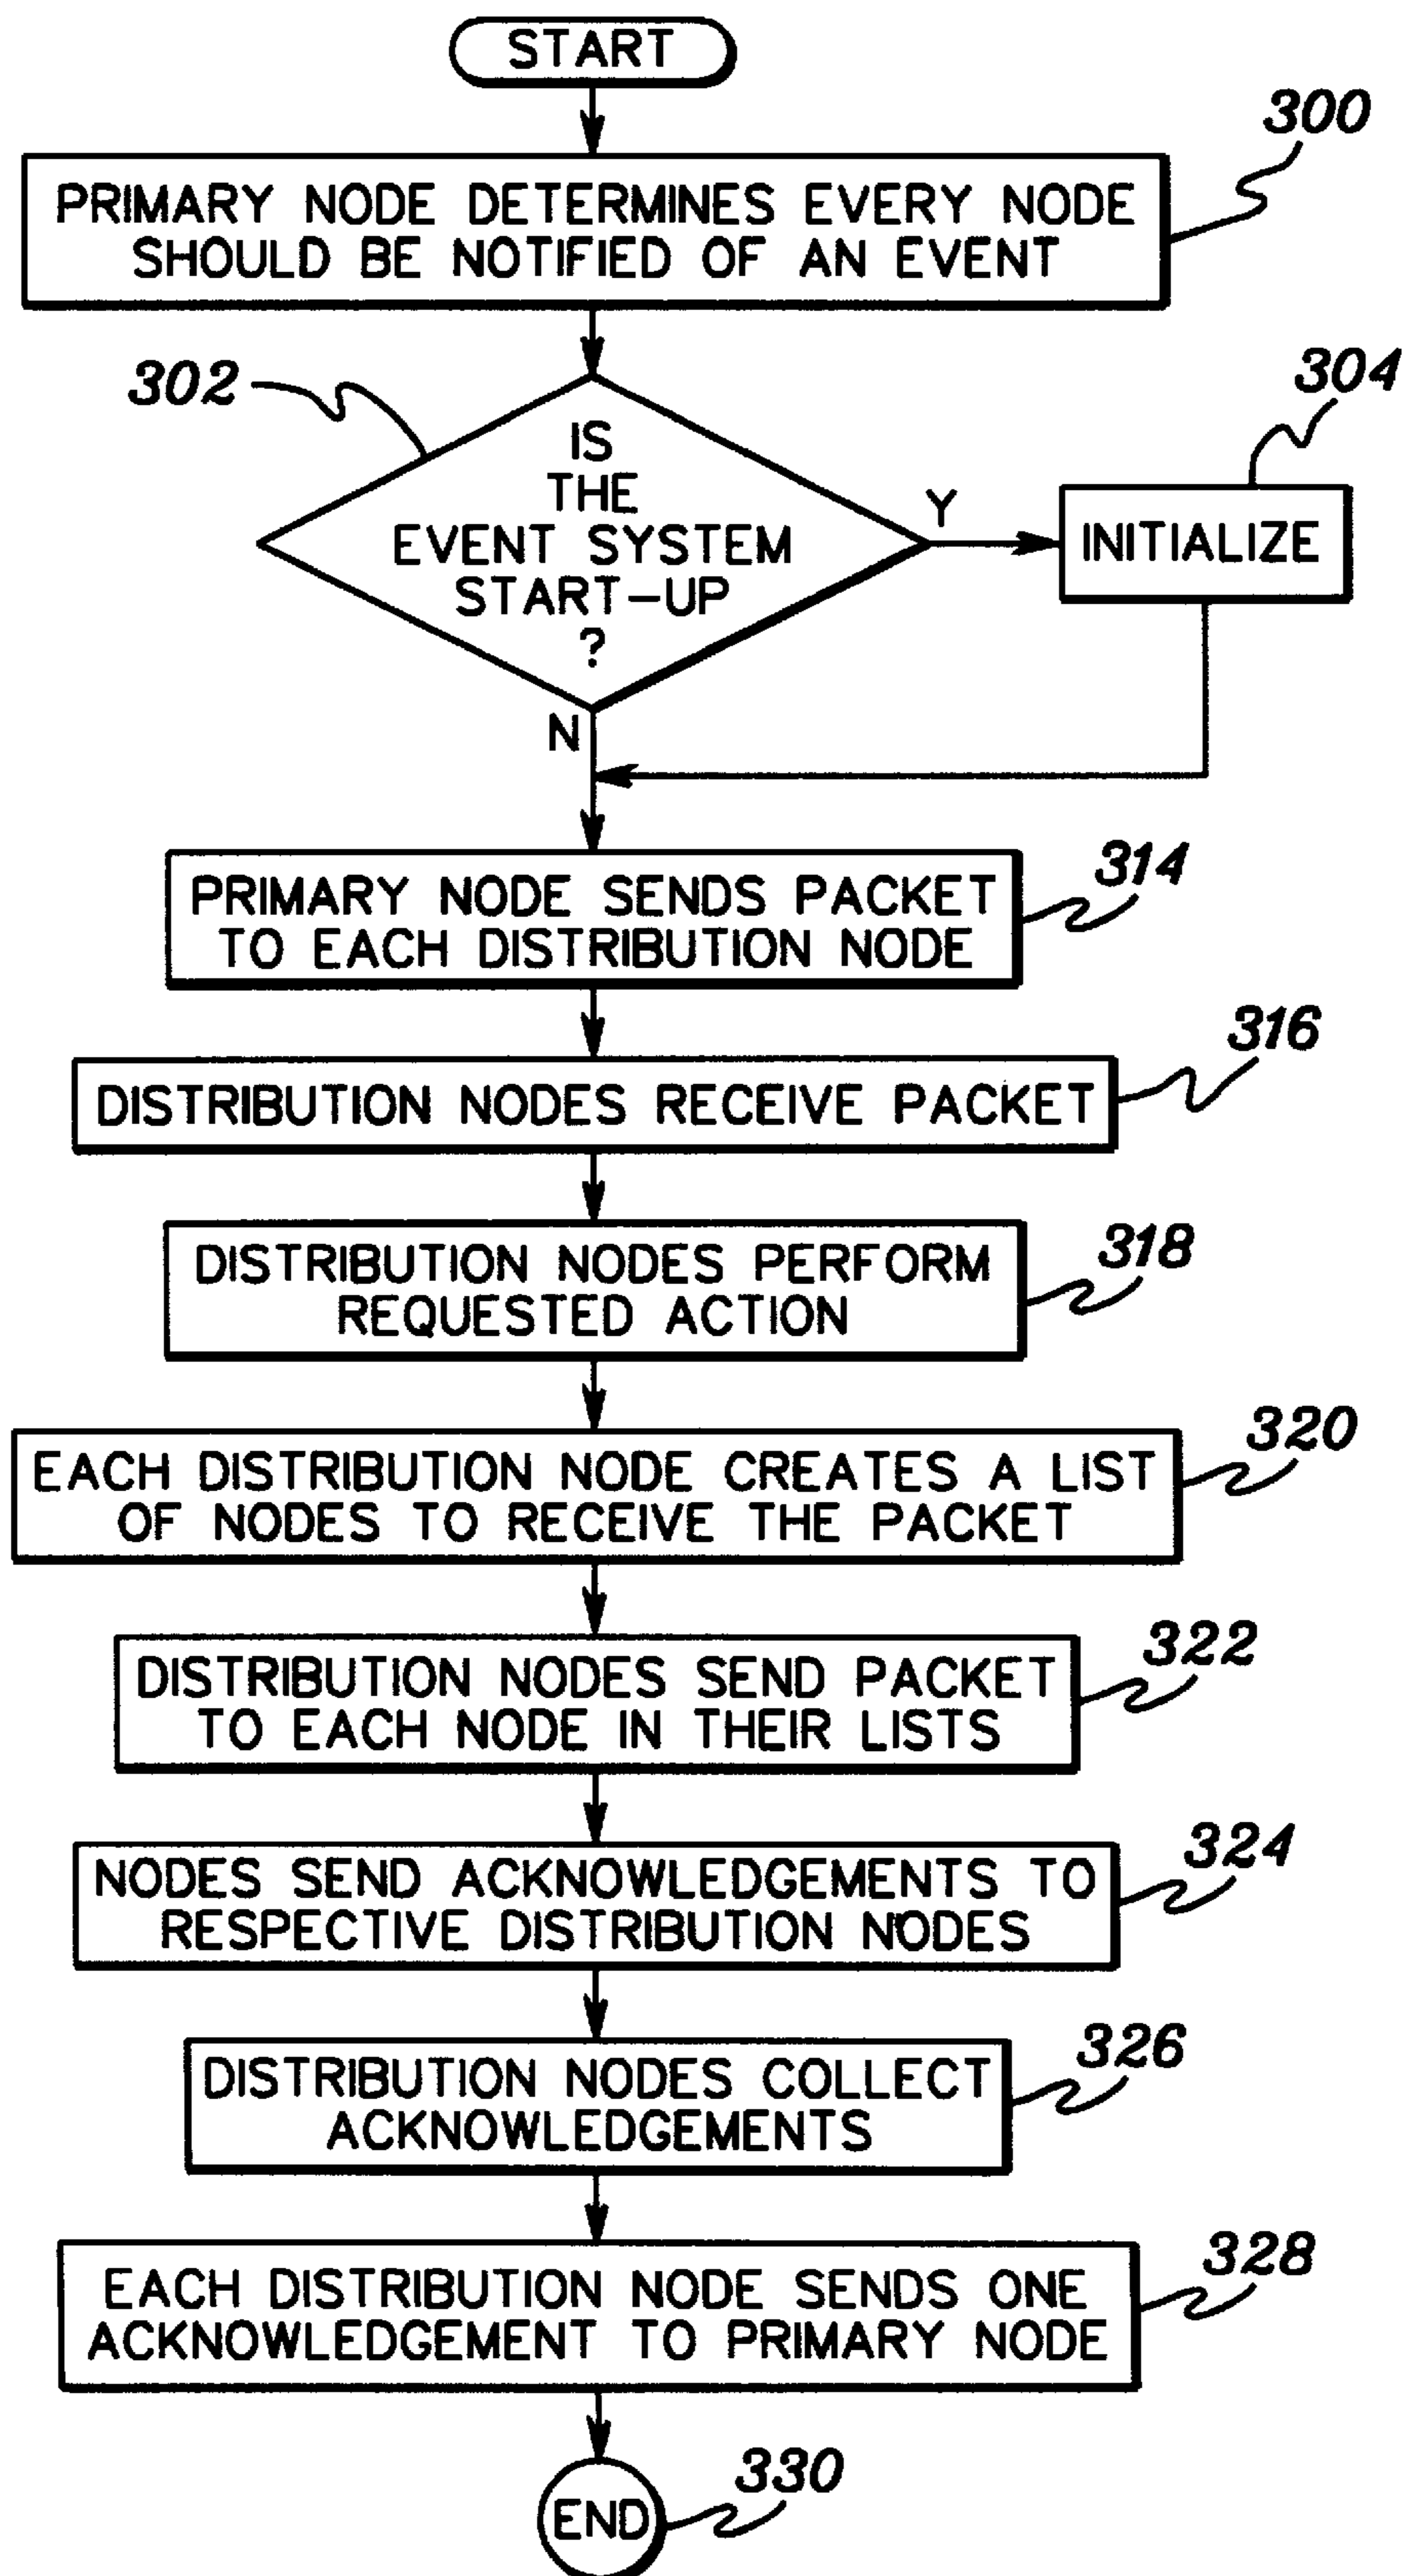 START
300
PRIMARY NODE DETERMINES EVERY NODE
SHOULD BE NOTIFIED OF AN EVENT
302
304
IS
THE
EVENT SYSTEM
START-UP
?
Y
INITIALIZE
N
314
PRIMARY NODE SENDS PACKET
TO EACH DISTRIBUTION NODE
316
DISTRIBUTION NODES RECEIVE PACKET
318
DISTRIBUTION NODES PERFORM
REQUESTED ACTION
320
EACH DISTRIBUTION NODE CREATES A LIST
OF NODES TO RECEIVE THE PACKET
322
DISTRIBUTION NODES SEND PACKET
TO EACH NODE IN THEIR LISTS
324
NODES SEND ACKNOWLEDGEMENTS TO
RESPECTIVE DISTRIBUTION NODES
326
DISTRIBUTION NODES COLLECT
ACKNOWLEDGEMENTS
328
EACH DISTRIBUTION NODE SENDS ONE
ACKNOWLEDGEMENT TO PRIMARY NODE
330
END